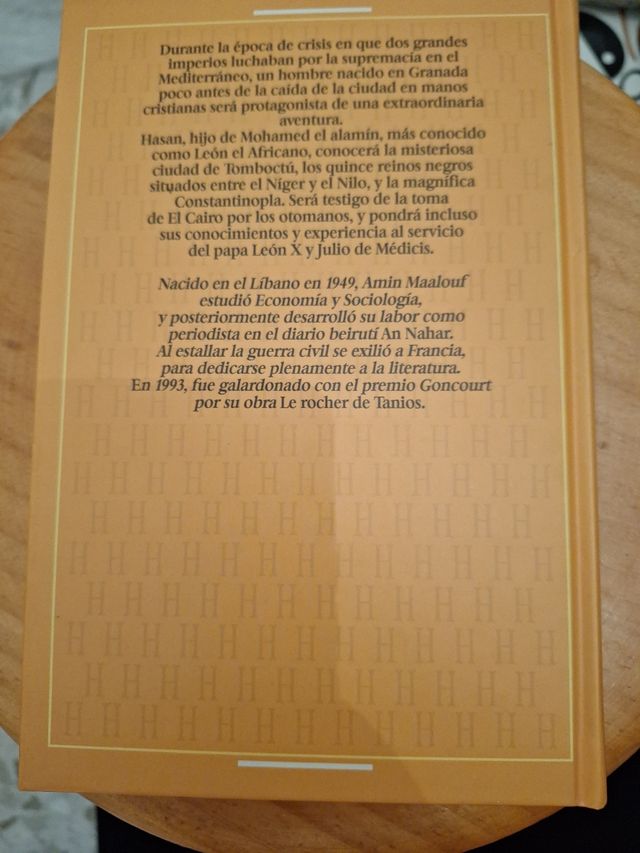 Durante la época de crisis en que dos grandes
imperios luchaban por la supremacía en el
Mediterráneo, un hombre nacido en Granada
poco antes de la caída de la ciudad en manos
cristianas será protagonista de una extraordinaria
aventura.
Hasan, hijo de Mohamed el alamín, más conocido
como León el Africano, conocerá la misteriosa
ciudad de Tomboctú, los quince reinos negros
situados entre el Níger y el Nilo, y la magnífica
Constantinopla. Será testigo de la toma
de El Cairo por los otomanos, y pondrá incluso
sus conocimientos y experiencia al servicio
del papa León X y Julio de Médicis.
Nacido en el Líbano en 1949, Amin Maalouf
estudió Economía y Sociología,
y posteriormente desarrolló su labor como
periodista en el diario beirutí An Nahar.
Al estallar la guerra civil se exilió a Francia,
para dedicarse plenamente a la literatura.
En 1993, fue galardonado con el premio Goncourt
por su obra Le rocher de Tanios.